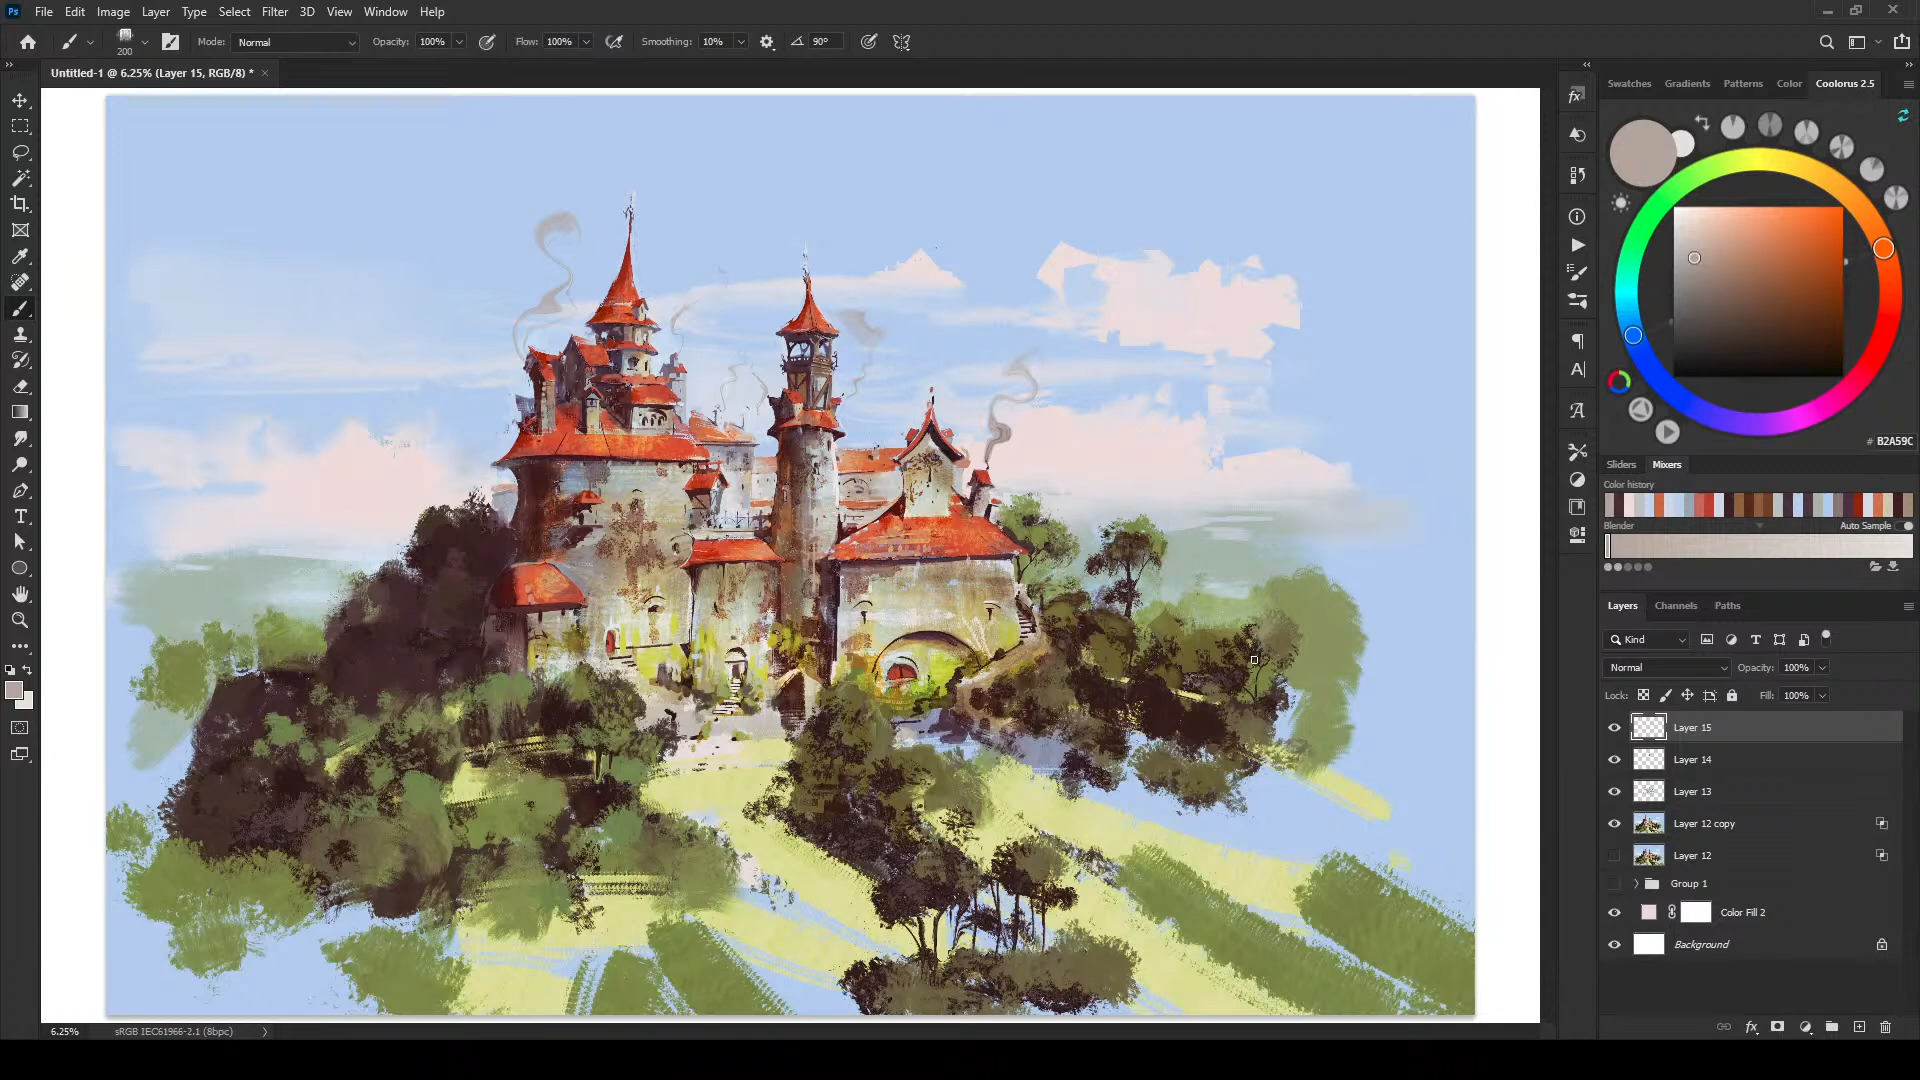 Ps File Edit Image Layer Type Select Filter 3D View Window Help
200 Mode: Normal Opacity: 100% Flow: 100% Smoothing: 10% 90°
Untitled-1 @ 6.25% (Layer 15, RGB/8) * ×
Swatches Gradients Patterns Color Coolorus 2.5
# B2A59C
Sliders Mixers
Color history
Blender Auto Sample
Layers Channels Paths
Kind
Normal Opacity: 100%
Lock: Fill: 100%
Layer 15
Layer 14
Layer 13
Layer 12 copy
Layer 12
Group 1
Color Fill 2
Background
6.25% sRGB IEC61966-2.1 (8bpc)